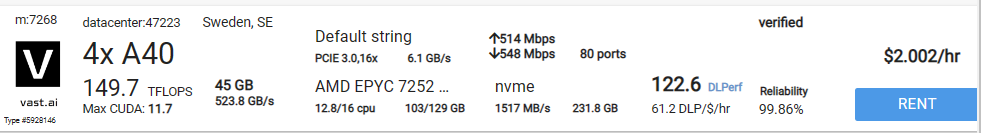 m:7268
datacenter:47223
Sweden, SE
verified
V
vast.ai
Type #5928146
4x A40
149.7 TFLOPS
Max CUDA: 11.7
45 GB
523.8 GB/s
Default string
PCIE 3.0,16x 6.1 GB/s
AMD EPYC 7252 ...
12.8/16 cpu 103/129 GB
↑514 Mbps
↓548 Mbps
80 ports
nvme
1517 MB/s 231.8 GB
122.6 DLPerf
61.2 DLP/$/hr
Reliability
99.86%
$2.002/hr
RENT